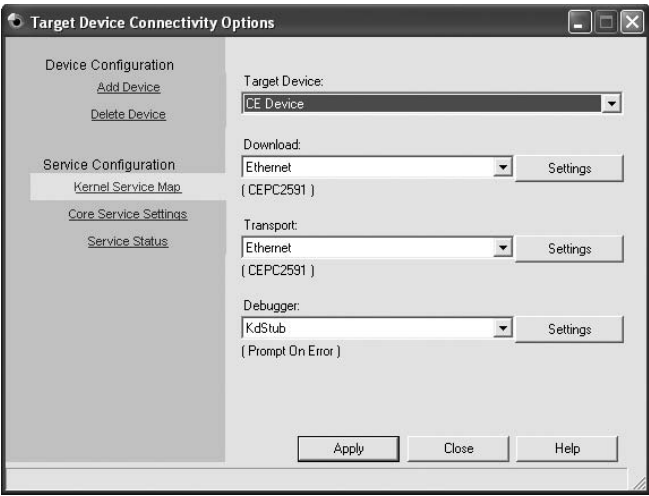 Target Device Connectivity Options
Device Configuration
Add Device
Delete Device
Service Configuration
Kernel Service Map
Core Service Settings
Service Status
Target Device:
CE Device
Download:
Ethernet
Settings
( CEPC2591 )
Transport:
Ethernet
Settings
( CEPC2591 )
Debugger:
KdStub
Settings
( Prompt On Error )
Apply
Close
Help